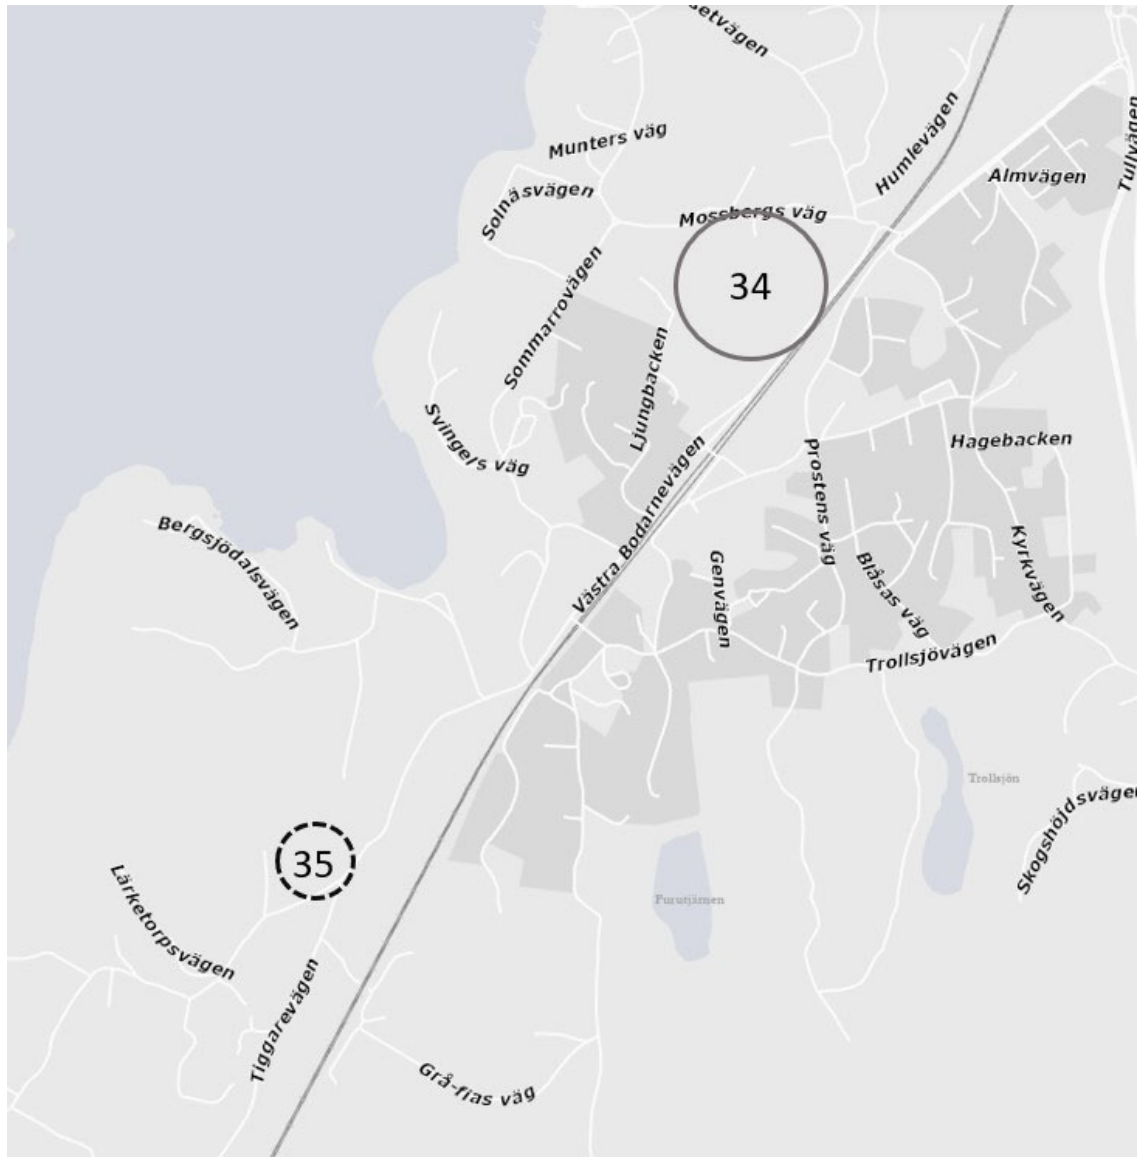 Munters väg
Humlevägen
Tullvägen
Almvägen
Solnäsvägen
Mossbergs väg
34
Sommarrovägen
Ljungbacken
Svingels väg
Hagebacken
Prostens väg
Västra Bodarnevägen
Bergsjödalsvägen
Genvägen
Blåsas väg
Kyrkvägen
Trollsjövägen
Trollsjön
Skogshöjdsvägen
35
Lärketorpsvägen
Furutjärnen
Tiggarevägen
Grå-fias väg